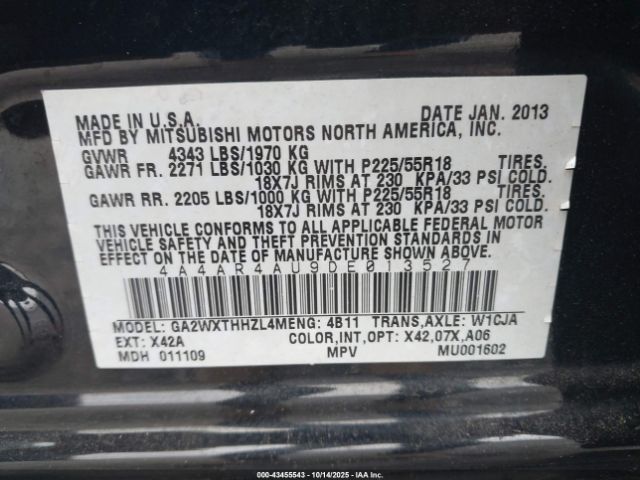 MADE IN U.S.A. DATE JAN. 2013
MFD BY MITSUBISHI MOTORS NORTH AMERICA, INC.
GVWR 4343 LBS/1970 KG
GAWR FR. 2271 LBS/1030 KG WITH P225/55R18 TIRES.
18X7J RIMS AT 230 KPA/33 PSI COLD.
GAWR RR. 2205 LBS/1000 KG WITH P225/55R18 TIRES.
18X7J RIMS AT 230 KPA/33 PSI COLD.
THIS VEHICLE CONFORMS TO ALL APPLICABLE FEDERAL MOTOR
VEHICLE SAFETY AND THEFT PREVENTION STANDARDS IN EFFECT
ON THE DATE OF MANUFACTURE SHOWN ABOVE.
4A4AR4AU9DE013527
MODEL: GA2WXTHHZL4MENG: 4B11 TRANS,AXLE: W1CJA
EXT: X42A COLOR,INT,OPT: X42,07X,A06
MDH 011109 MPV MU001602
000-43455543 | 10/14/2025 | Copart, Inc.